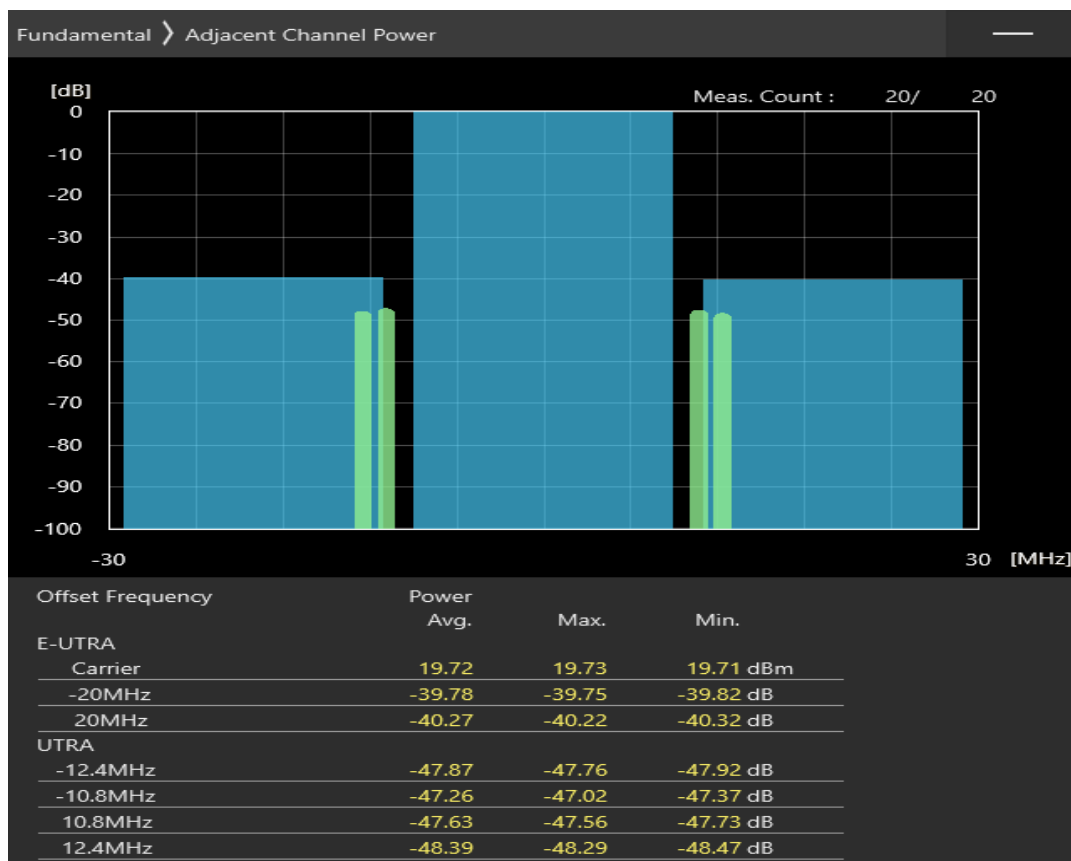 Fundamental ❯ Adjacent Channel Power
[dB]
Meas. Count : 20/ 20
0
-10
-20
-30
-40
-50
-60
-70
-80
-90
-100
-30 30 [MHz]
Offset Frequency Power
Avg. Max. Min.
E-UTRA
Carrier 19.72 19.73 19.71 dBm
-20MHz -39.78 -39.75 -39.82 dB
20MHz -40.27 -40.22 -40.32 dB
UTRA
-12.4MHz -47.87 -47.76 -47.92 dB
-10.8MHz -47.26 -47.02 -47.37 dB
10.8MHz -47.63 -47.56 -47.73 dB
12.4MHz -48.39 -48.29 -48.47 dB